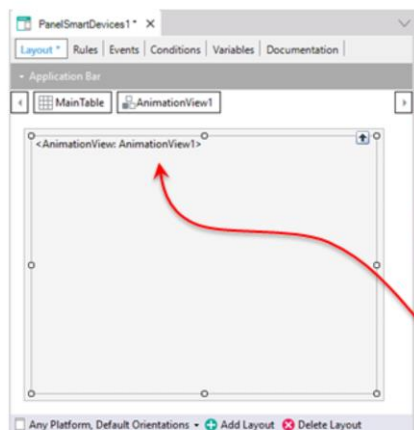 PanelSmartDevices1 * ×
Layout * Rules Events Conditions Variables Documentation
Application Bar
MainTable AnimationView1
<AnimationView: AnimationView1>
Any Platform, Default Orientations Add Layout Delete Layout